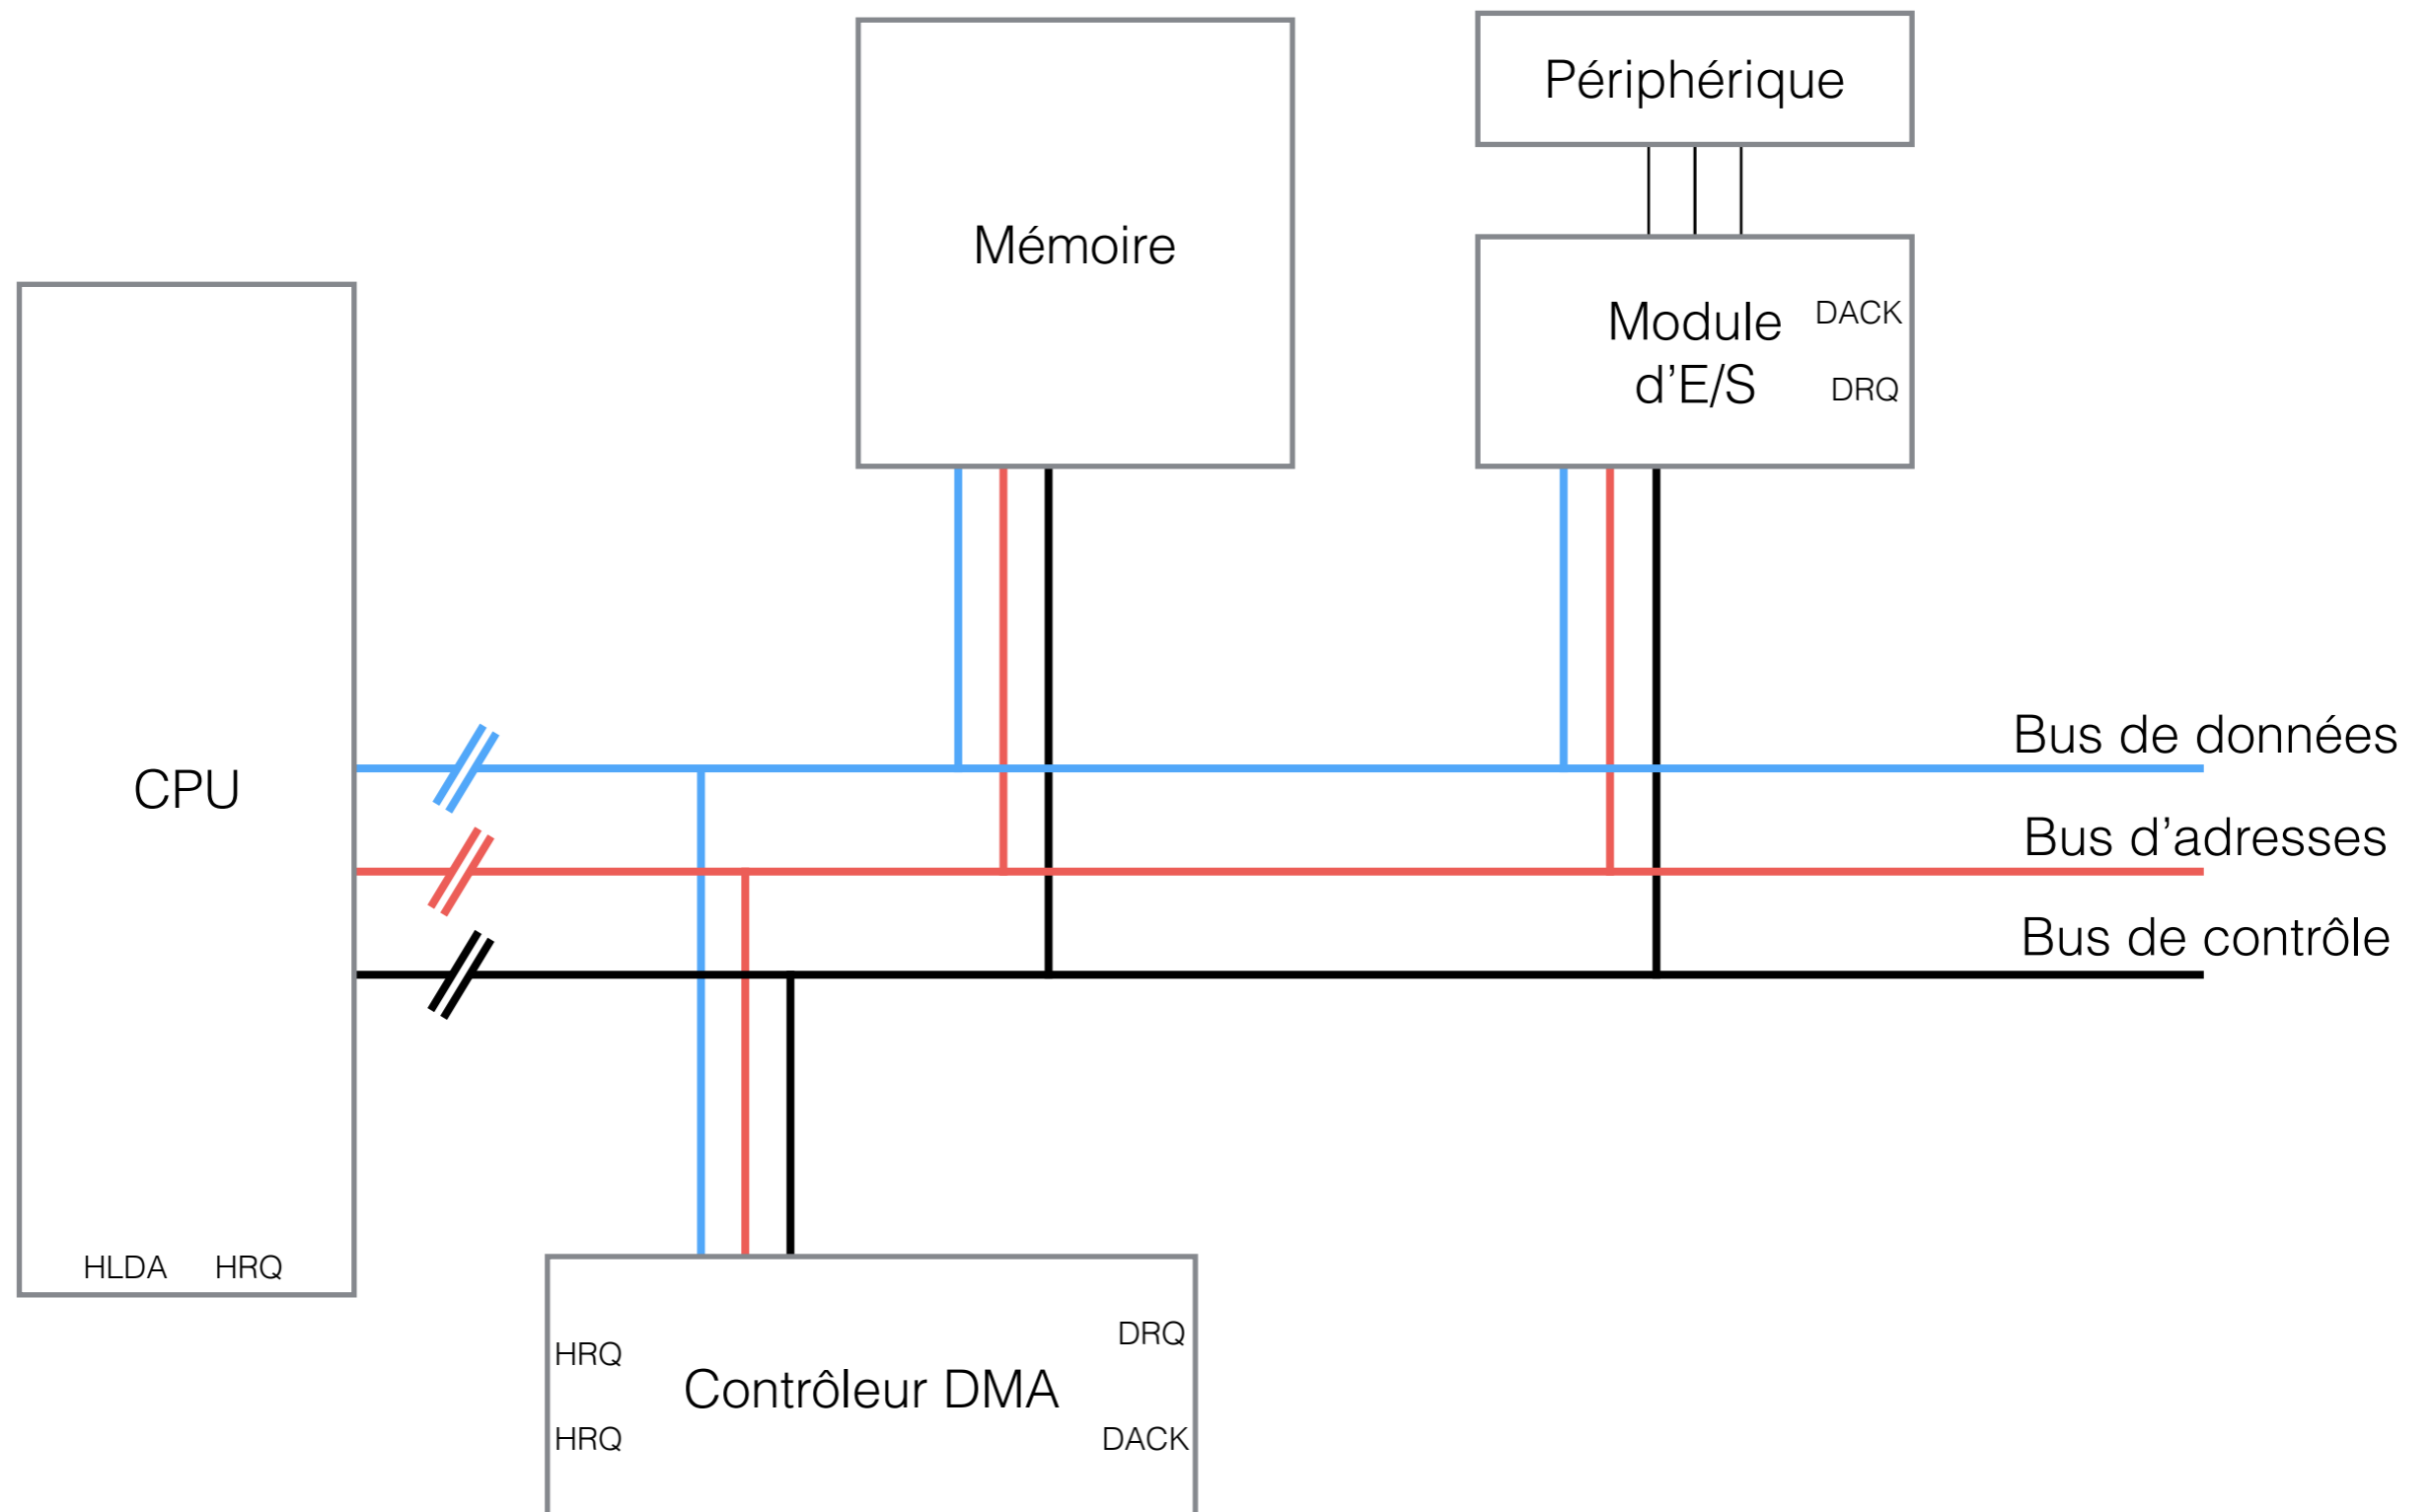 Périphérique
Mémoire
Module
d’E/S
DACK
DRQ
Bus de données
CPU
Bus d’adresses
Bus de contrôle
HLDA
HRQ
HRQ
DRQ
Contrôleur DMA
HRQ
DACK